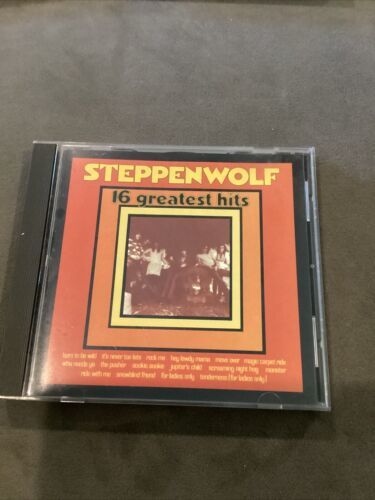 STEPPENWOLF
16 greatest hits
born to be wild it's never too late rock me hey lawdy mama move over magic carpet ride
who needs ya the pusher sookie sookie jupiter's child screaming night hog monster
ride with me snowblind friend for ladies only tenderness (for ladies only)